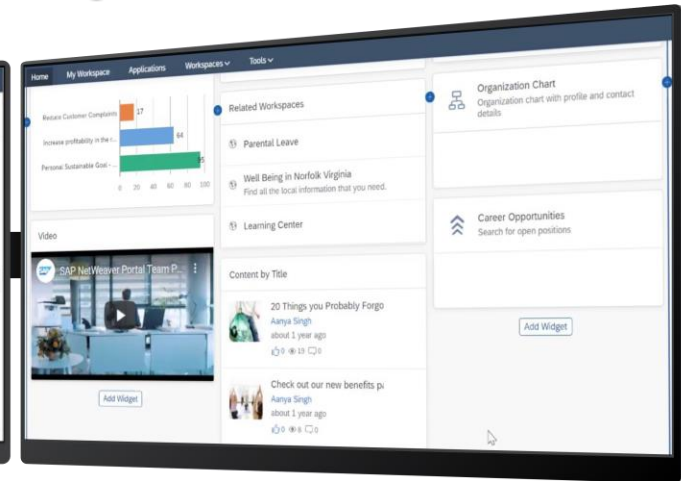 Home My Workspace Applications Workspaces Tools
Reduce Customer Complaints 17
Increase profitability in the r... 64
Personal Sustainable Goal - ... 95
0 20 40 60 80 100
Video
SAP
SAP NetWeaver Portal Team P...
Add Widget
Related Workspaces
Parental Leave
Well Being in Norfolk Virginia
Find all the local information that you need.
Learning Center
Content by Title
20 Things you Probably Forgo
Aanya Singh
about 1 year ago
0 19 0
Check out our new benefits pa
Aanya Singh
about 1 year ago
0 8 0
Organization Chart
Organization chart with profile and contact
details
Career Opportunities
Search for open positions
Add Widget